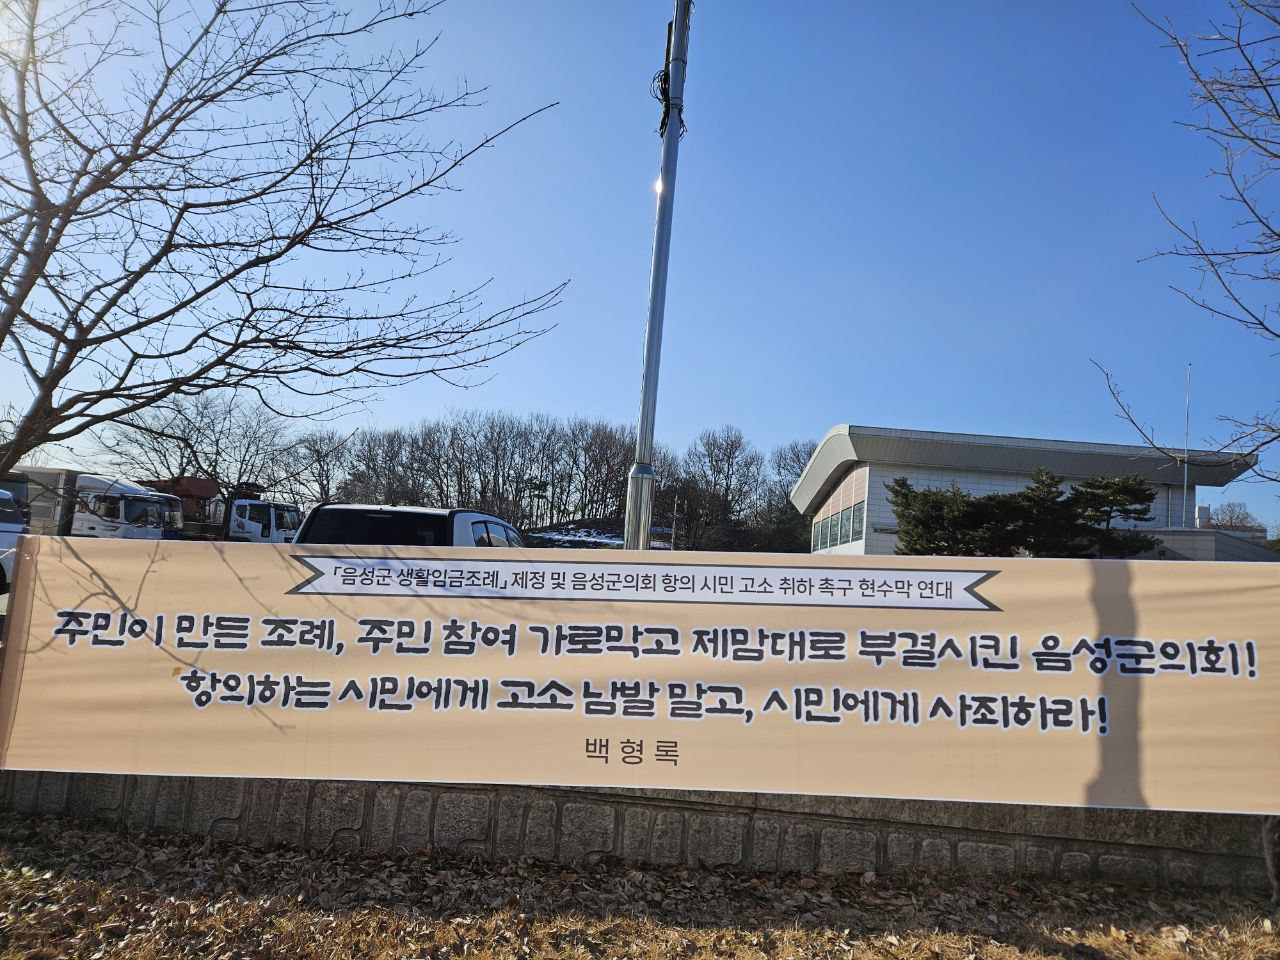 「음성군 생활임금조례」 제정 및 음성군의회 항의 시민 고소 취하 촉구 현수막 연대
주민이 만든 조례, 주민 참여 가로막고 제맘대로 부결시킨 음성군의회!
항의하는 시민에게 고소 남발 말고, 시민에게 사죄하라!
백형록